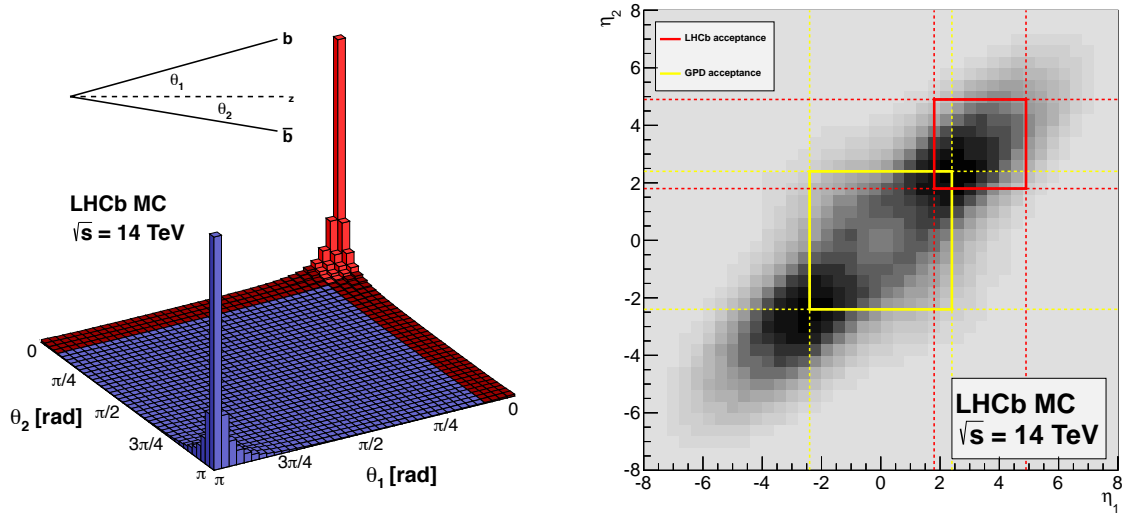 b
θ1
z
θ2
b̅
LHCb MC
√s = 14 TeV
0
π/4
π/2
3π/4
π
θ2 [rad]
π
3π/4
π/2
π/4
0
θ1 [rad]
η2
8
6
4
2
0
-2
-4
-6
-8
LHCb acceptance
GPD acceptance
LHCb MC
√s = 14 TeV
-8 -6 -4 -2 0 2 4 6 8
η1